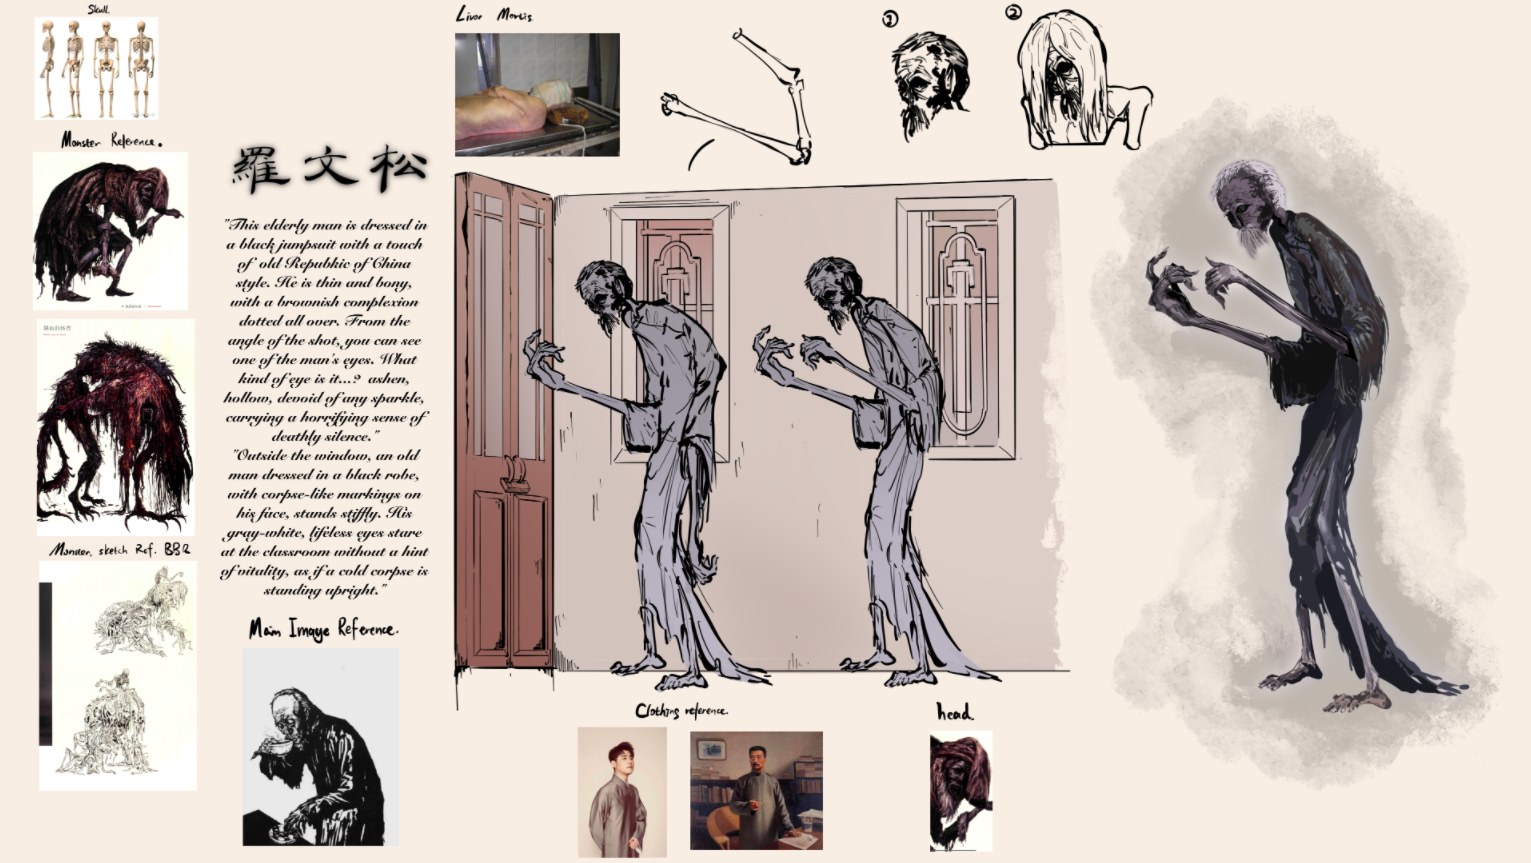 Skull.
Monster Reference.
Monster sketch Ref. BBQ
羅文松
"This elderly man is dressed in
a black jumpsuit with a touch
of old Republic of China
style. He is thin and bony,
with a brownish complexion
dotted all over. From the
angle of the shot, you can see
one of the man's eyes. What
kind of eye is it...? ashen,
hollow, devoid of any sparkle,
carrying a horrifying sense of
deathly silence."
"Outside the window, an old
man dressed in a black robe,
with corpse-like markings on
his face, stands stiffly. His
gray-white, lifeless eyes stare
at the classroom without a hint
of vitality, as if a cold corpse is
standing upright."
Main Image Reference.
Livor Mortis.
①
②
Clothing reference.
head